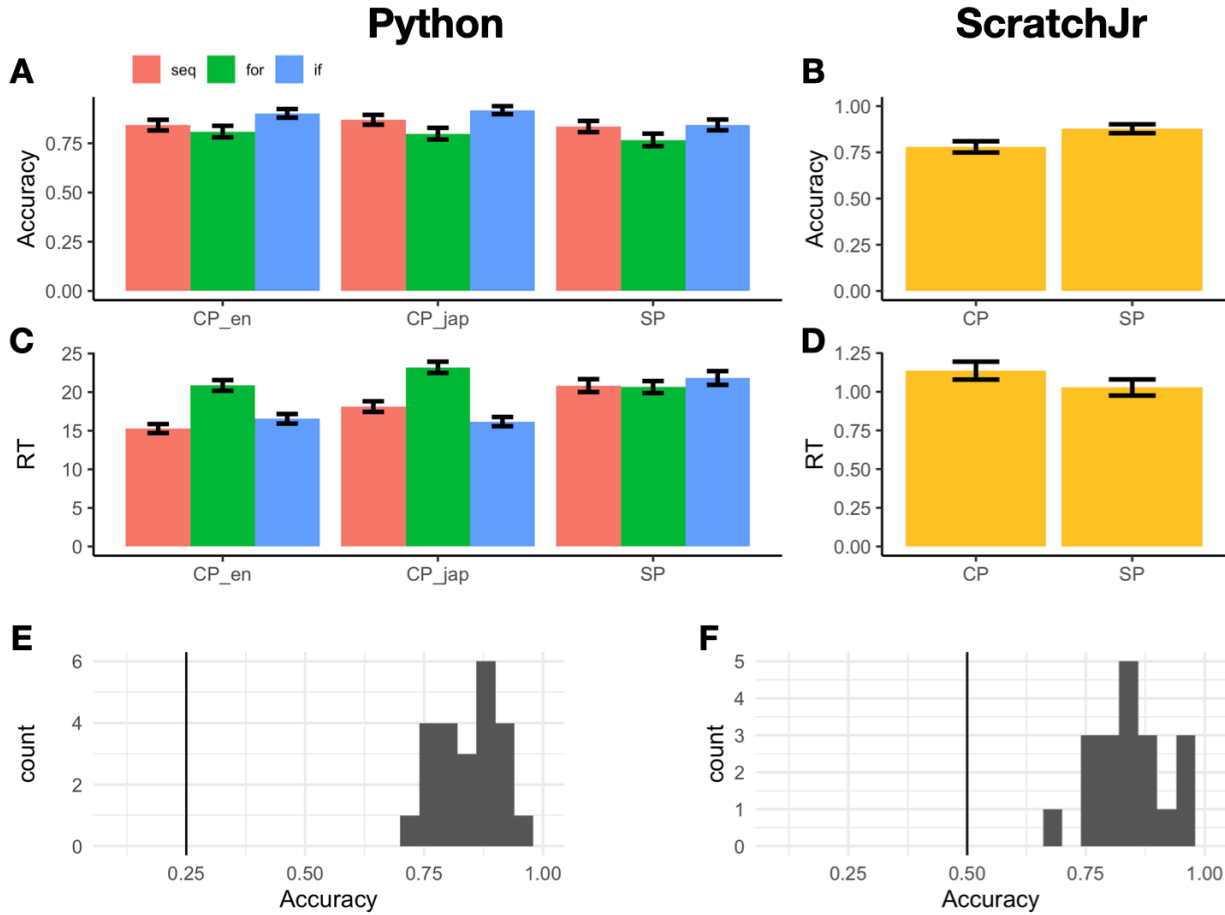 Python
ScratchJr
A
seq for if
B
Accuracy
0.75
0.50
0.25
0.00
CP_en CP_jap SP
Accuracy
1.00
0.75
0.50
0.25
0.00
CP SP
C
RT
25
20
15
10
5
0
CP_en CP_jap SP
D
RT
1.25
1.00
0.75
0.50
0.25
0.00
CP SP
E
count
6
4
2
0
0.25 0.50 0.75 1.00
Accuracy
F
count
5
4
3
2
1
0
0.25 0.50 0.75 1.00
Accuracy